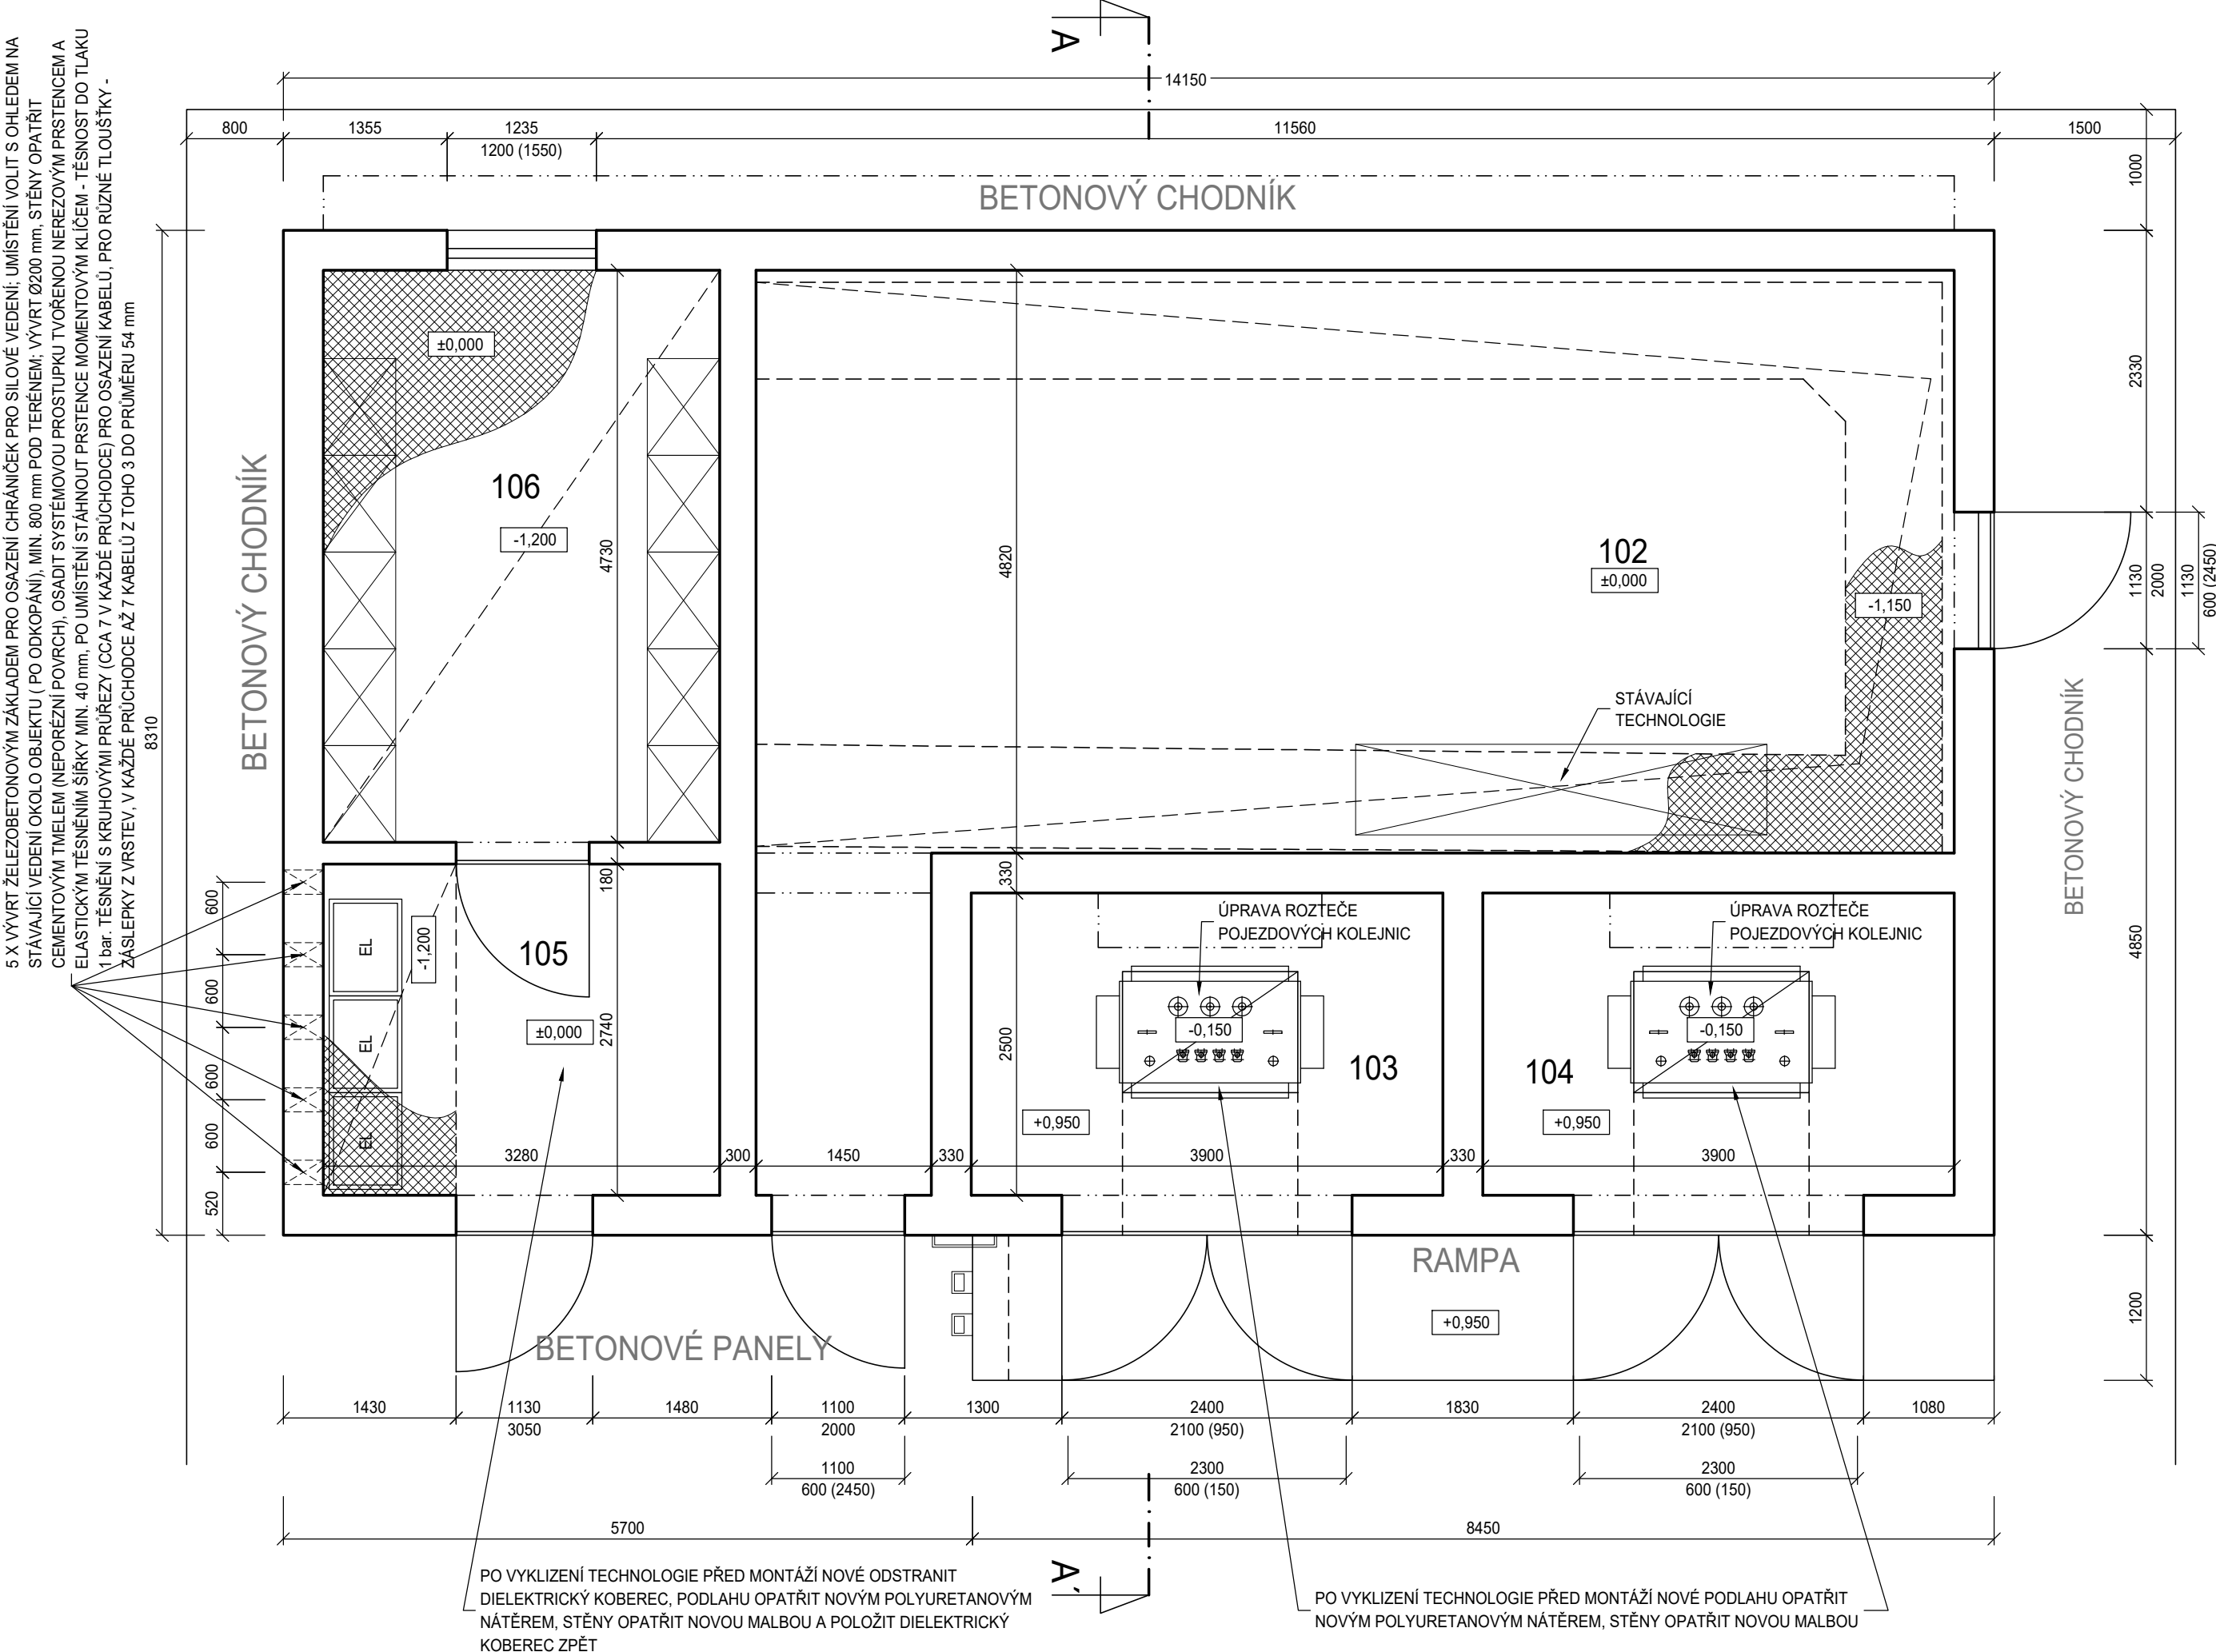 5 X VÝVRT ŽELEZOBETONOVÝM ZÁKLADEM PRO OSAZENÍ CHRÁNIČEK PRO SILOVÉ VEDENÍ; UMÍSTĚNÍ VOLIT S OHLEDEM NA
STÁVAJÍCÍ VEDENÍ OKOLO OBJEKTU ( PO ODKOPÁNÍ), MIN. 800 mm POD TERÉNEM; VÝVRT Ø200 mm, STĚNY OPATŘIT
CEMENTOVÝM TMELEM (NEPORÉZNÍ POVRCH), OSADIT SYSTÉMOVOU PROSTUPKU TVOŘENOU NEREZOVÝM PRSTENCEM A
ELASTICKÝM TĚSNĚNÍM ŠÍŘKY MIN. 40 mm, PO UMÍSTĚNÍ STÁHNOUT PRSTENCE MOMENTOVÝM KLÍČEM - TĚSNOST DO TLAKU
1 bar. TĚSNĚNÍ S KRUHOVÝMI PRŮŘEZY (CCA 7 V KAŽDÉ PRŮCHODCE) PRO OSAZENÍ KABELŮ, PRO RŮZNÉ TLOUŠŤKY -
ZÁSLEPKY Z VRSTEV, V KAŽDÉ PRŮCHODCE AŽ 7 KABELŮ Z TOHO 3 DO PRŮMĚRU 54 mm
A
14150
800
1355
1235
1200 (1550)
11560
1500
1000
BETONOVÝ CHODNÍK
BETONOVÝ CHODNÍK
8310
±0,000
106
-1,200
4730
4820
102
±0,000
-1,150
STÁVAJÍCÍ
TECHNOLOGIE
2330
1130
2000
1130
600 (2450)
BETONOVÝ CHODNÍK
4850
1200
180
330
600
600
600
600
520
EL
EL
EL
-1,200
105
±0,000
2740
2500
ÚPRAVA ROZTEČE
POJEZDOVÝCH KOLEJNIC
-0,150
103
+0,950
ÚPRAVA ROZTEČE
POJEZDOVÝCH KOLEJNIC
-0,150
104
+0,950
3280
300
1450
330
3900
330
3900
RAMPA
+0,950
BETONOVÉ PANELY
1430
1130
3050
1480
1100
2000
1300
2400
2100 (950)
1830
2400
2100 (950)
1080
1100
600 (2450)
2300
600 (150)
2300
600 (150)
5700
8450
A´
PO VYKLIZENÍ TECHNOLOGIE PŘED MONTÁŽÍ NOVÉ ODSTRANIT
DIELEKTRICKÝ KOBEREC, PODLAHU OPATŘIT NOVÝM POLYURETANOVÝM
NÁTĚREM, STĚNY OPATŘIT NOVOU MALBOU A POLOŽIT DIELEKTRICKÝ
KOBEREC ZPĚT
PO VYKLIZENÍ TECHNOLOGIE PŘED MONTÁŽÍ NOVÉ PODLAHU OPATŘIT
NOVÝM POLYURETANOVÝM NÁTĚREM, STĚNY OPATŘIT NOVOU MALBOU